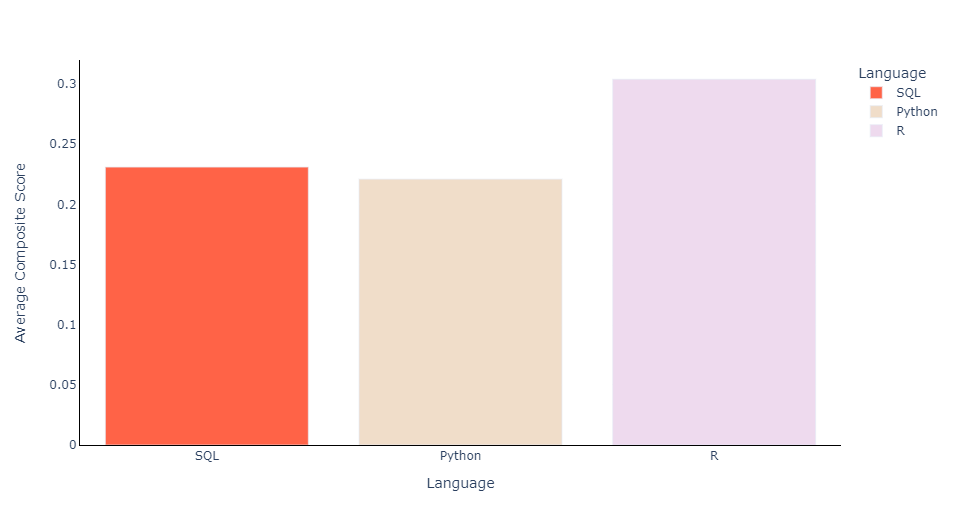 Average Composite Score
0.3
0.25
0.2
0.15
0.1
0.05
0
SQL
Python
R
Language
Language
SQL
Python
R